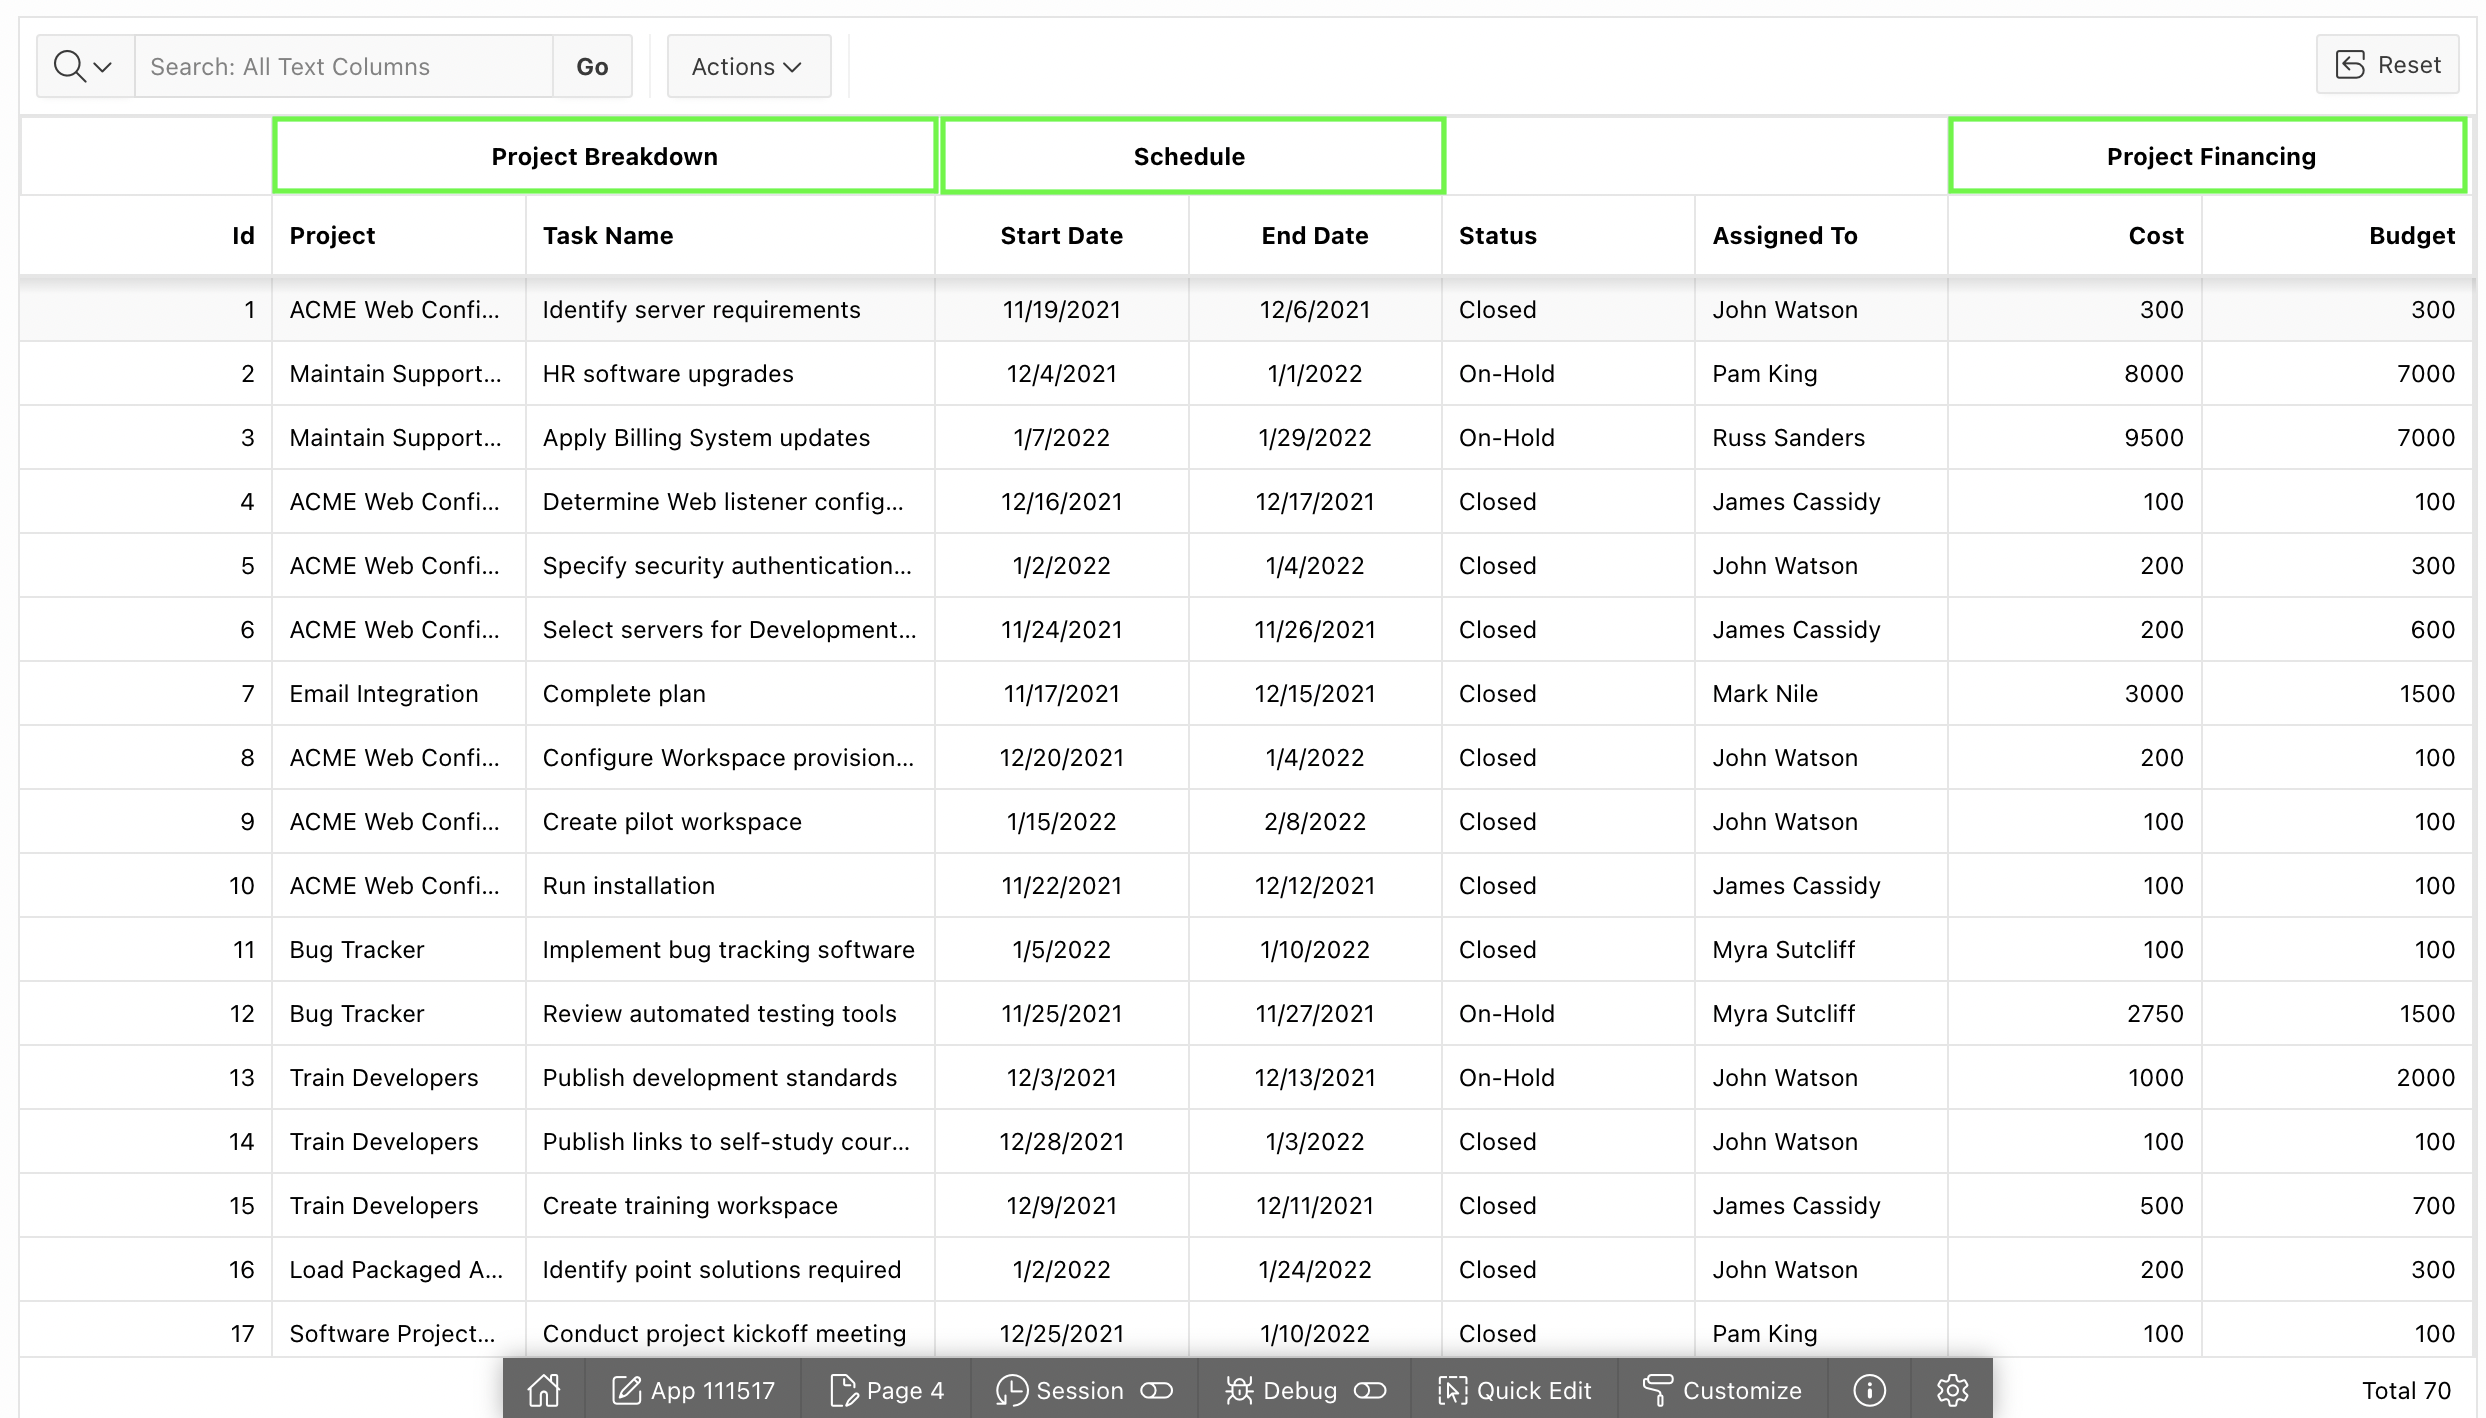 Search: All Text Columns Go Actions Reset
Project Breakdown Schedule Project Financing
Id Project Task Name Start Date End Date Status Assigned To Cost Budget
1 ACME Web Confi... Identify server requirements 11/19/2021 12/6/2021 Closed John Watson 300 300
2 Maintain Support... HR software upgrades 12/4/2021 1/1/2022 On-Hold Pam King 8000 7000
3 Maintain Support... Apply Billing System updates 1/7/2022 1/29/2022 On-Hold Russ Sanders 9500 7000
4 ACME Web Confi... Determine Web listener config... 12/16/2021 12/17/2021 Closed James Cassidy 100 100
5 ACME Web Confi... Specify security authentication... 1/2/2022 1/4/2022 Closed John Watson 200 300
6 ACME Web Confi... Select servers for Development... 11/24/2021 11/26/2021 Closed James Cassidy 200 600
7 Email Integration Complete plan 11/17/2021 12/15/2021 Closed Mark Nile 3000 1500
8 ACME Web Confi... Configure Workspace provision... 12/20/2021 1/4/2022 Closed John Watson 200 100
9 ACME Web Confi... Create pilot workspace 1/15/2022 2/8/2022 Closed John Watson 100 100
10 ACME Web Confi... Run installation 11/22/2021 12/12/2021 Closed James Cassidy 100 100
11 Bug Tracker Implement bug tracking software 1/5/2022 1/10/2022 Closed Myra Sutcliff 100 100
12 Bug Tracker Review automated testing tools 11/25/2021 11/27/2021 On-Hold Myra Sutcliff 2750 1500
13 Train Developers Publish development standards 12/3/2021 12/13/2021 On-Hold John Watson 1000 2000
14 Train Developers Publish links to self-study cour... 12/28/2021 1/3/2022 Closed John Watson 100 100
15 Train Developers Create training workspace 12/9/2021 12/11/2021 Closed James Cassidy 500 700
16 Load Packaged A... Identify point solutions required 1/2/2022 1/24/2022 Closed John Watson 200 300
17 Software Project... Conduct project kickoff meeting 12/25/2021 1/10/2022 Closed Pam King 100 100
App 111517 Page 4 Session Debug Quick Edit Customize Total 70